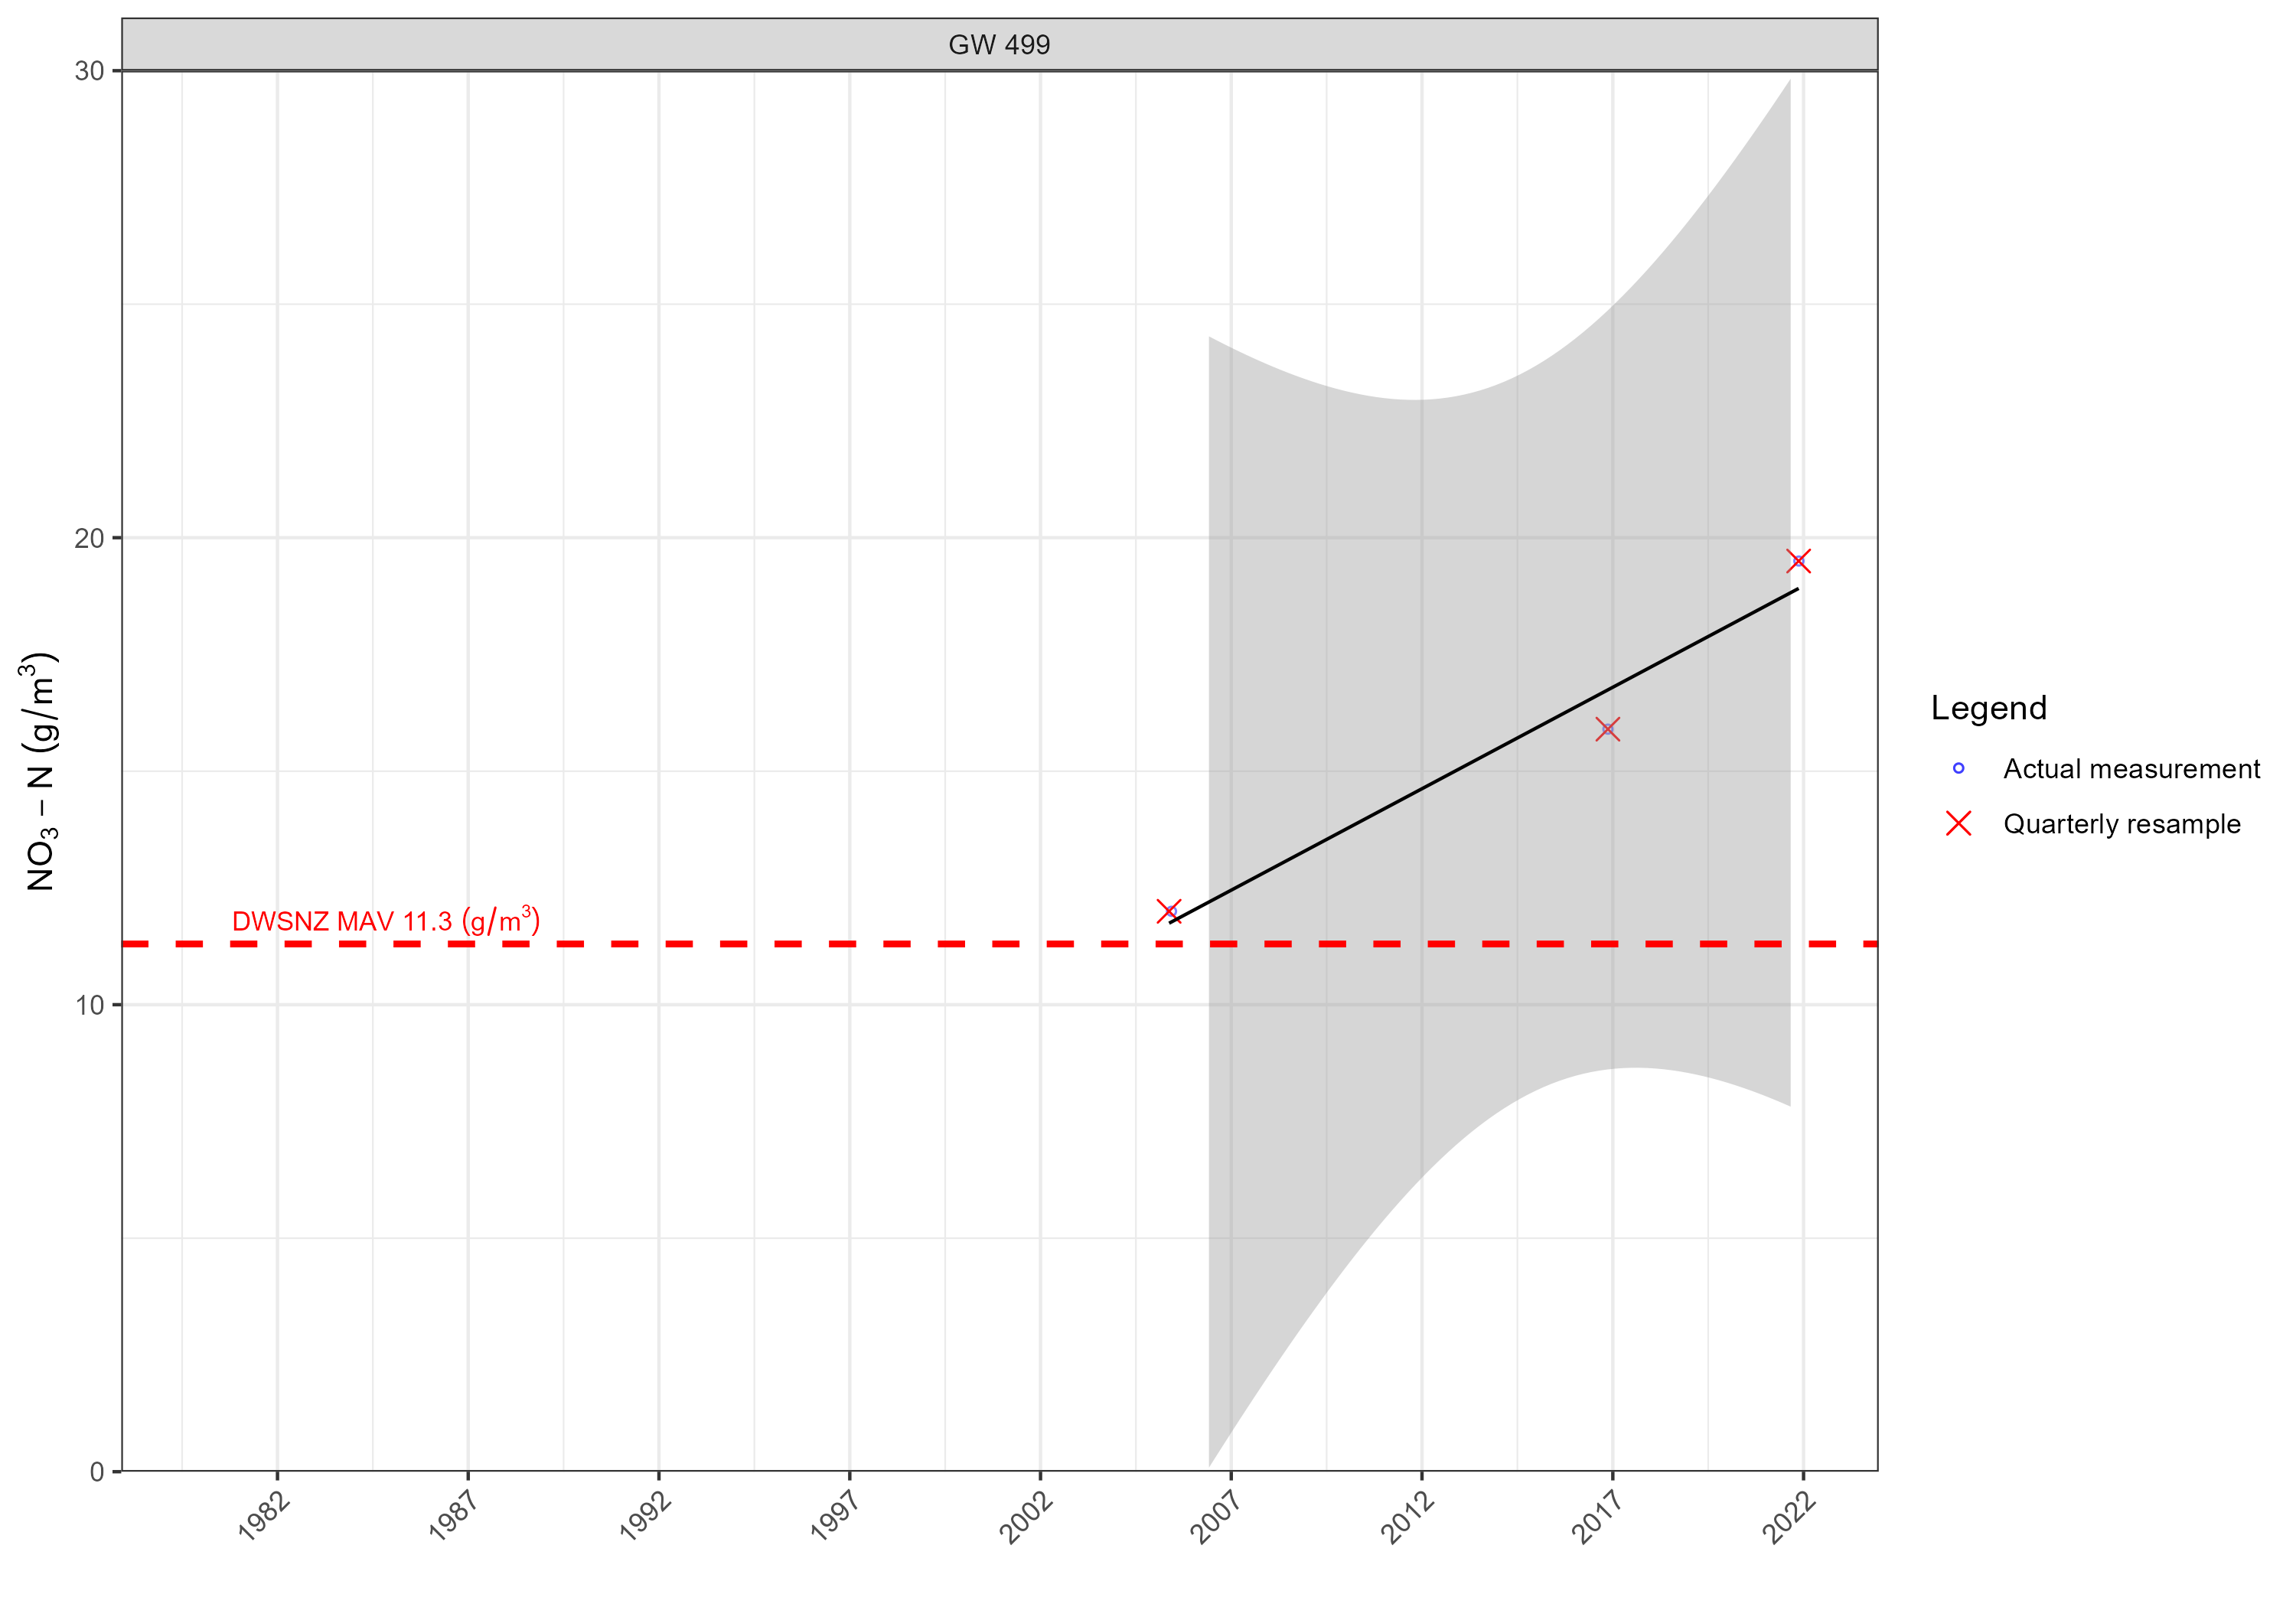 GW 499
30
20
10
0
NO₃ – N (g/m³)
DWSNZ MAV 11.3 (g/m³)
1982
1987
1992
1997
2002
2007
2012
2017
2022
Legend
Actual measurement
Quarterly resample